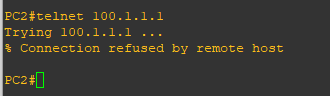 PC2#telnet 100.1.1.1
Trying 100.1.1.1 ...
% Connection refused by remote host
PC2#